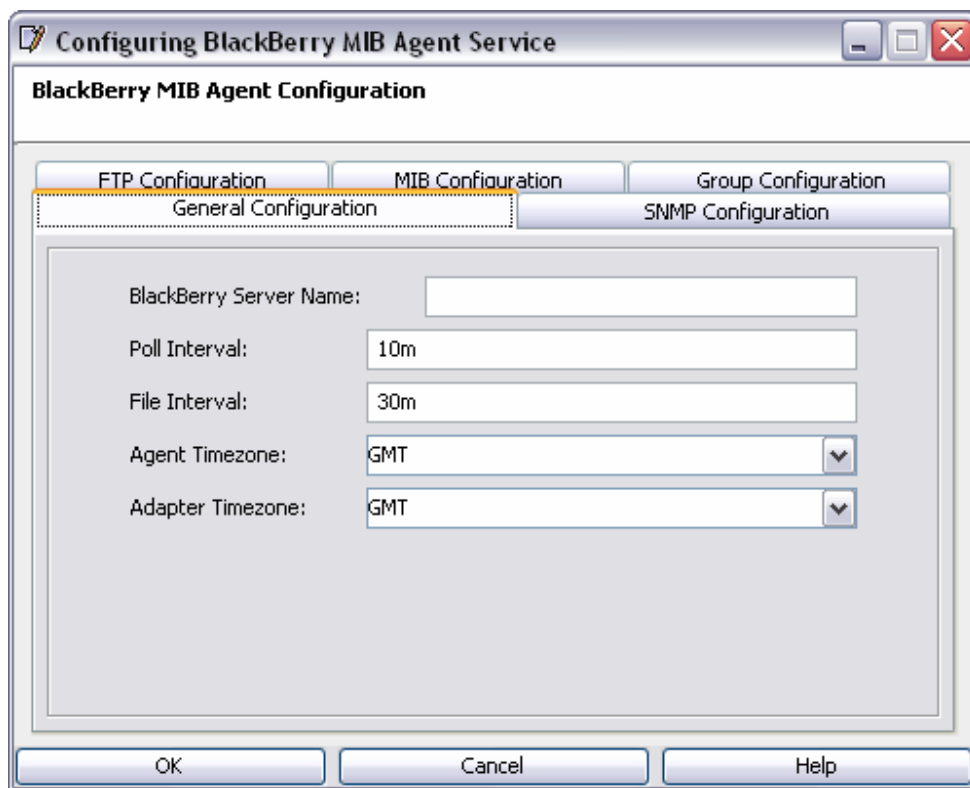 Configuring BlackBerry MIB Agent Service
BlackBerry MIB Agent Configuration
FTP Configuration MIB Configuration Group Configuration
General Configuration SNMP Configuration
BlackBerry Server Name:
Poll Interval: 10m
File Interval: 30m
Agent Timezone: GMT
Adapter Timezone: GMT
OK Cancel Help